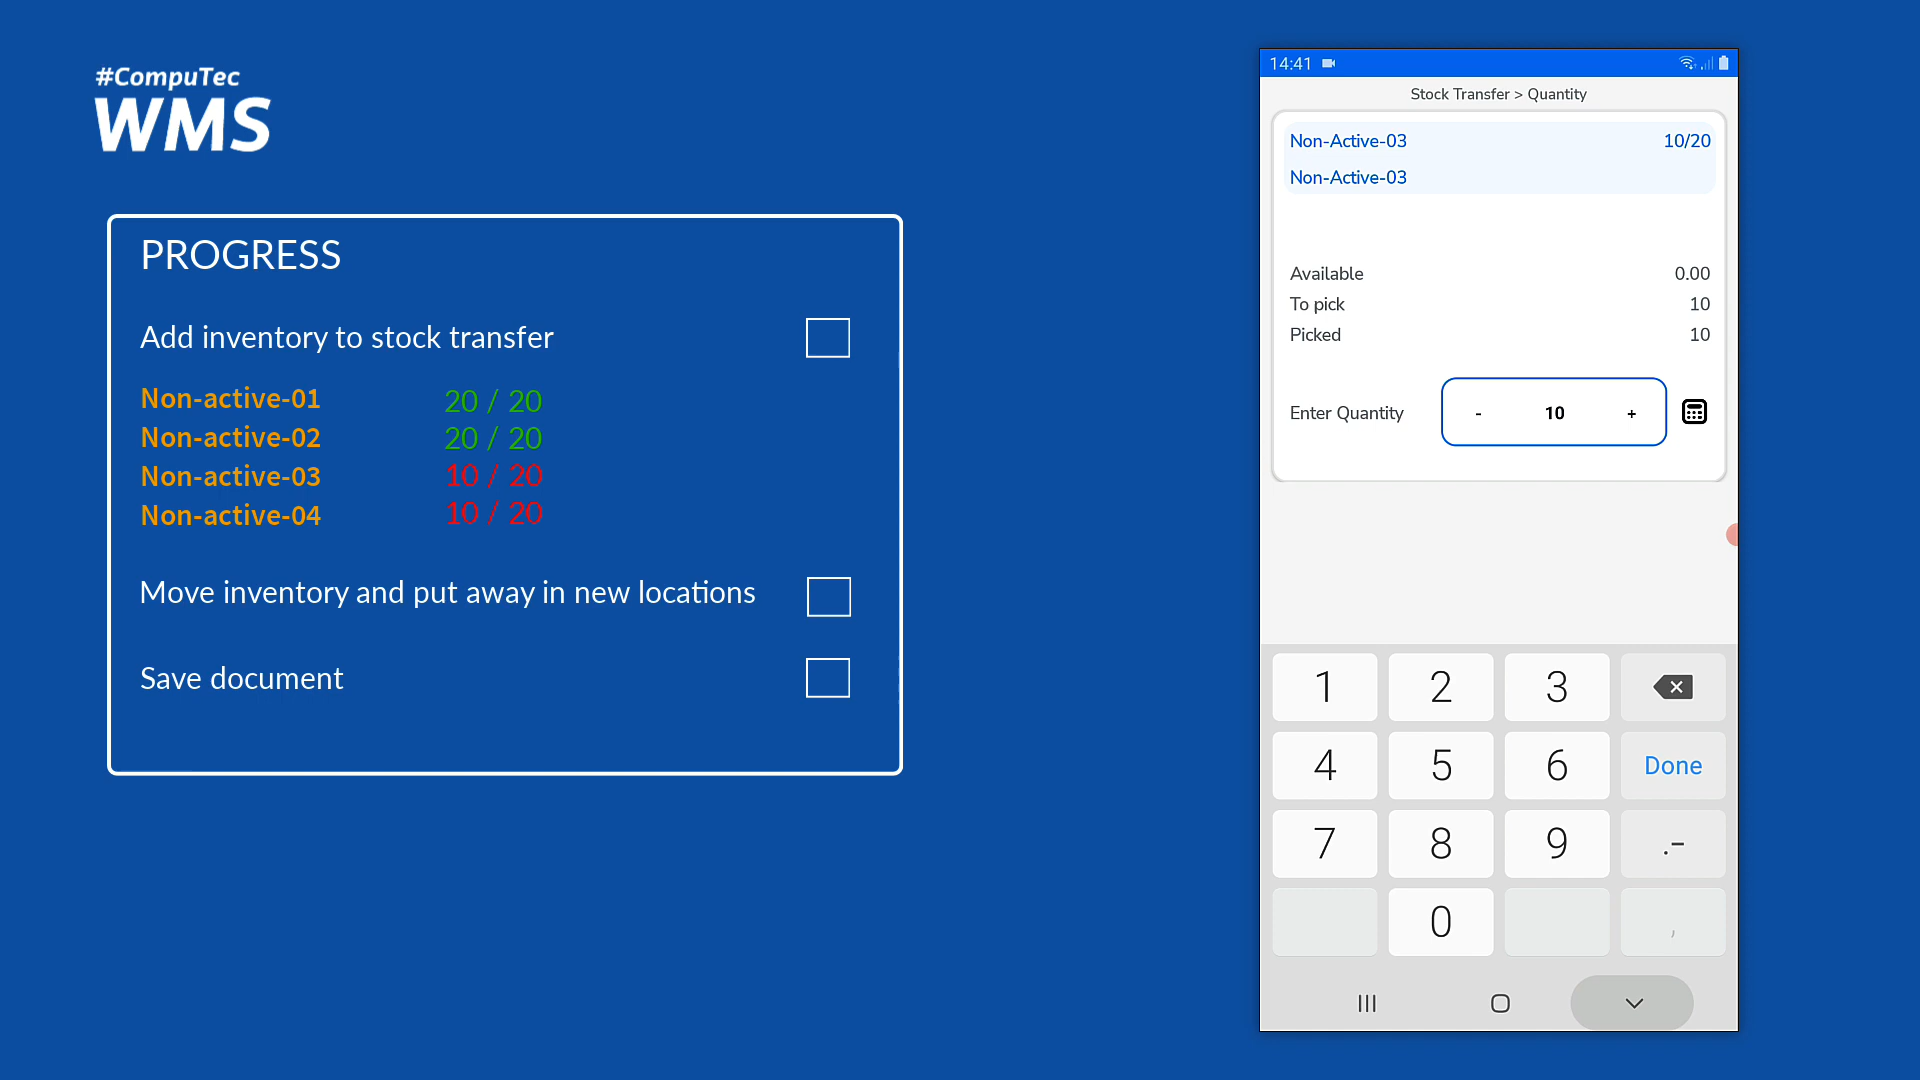 #CompuTec
WMS
PROGRESS
Add inventory to stock transfer
Non-active-01 20 / 20
Non-active-02 20 / 20
Non-active-03 10 / 20
Non-active-04 10 / 20
Move inventory and put away in new locations
Save document
14:41
Stock Transfer > Quantity
Non-Active-03 10/20
Non-Active-03
Available 0.00
To pick 10
Picked 10
Enter Quantity - 10 +
1 2 3
4 5 6 Done
7 8 9 .-
0 ,